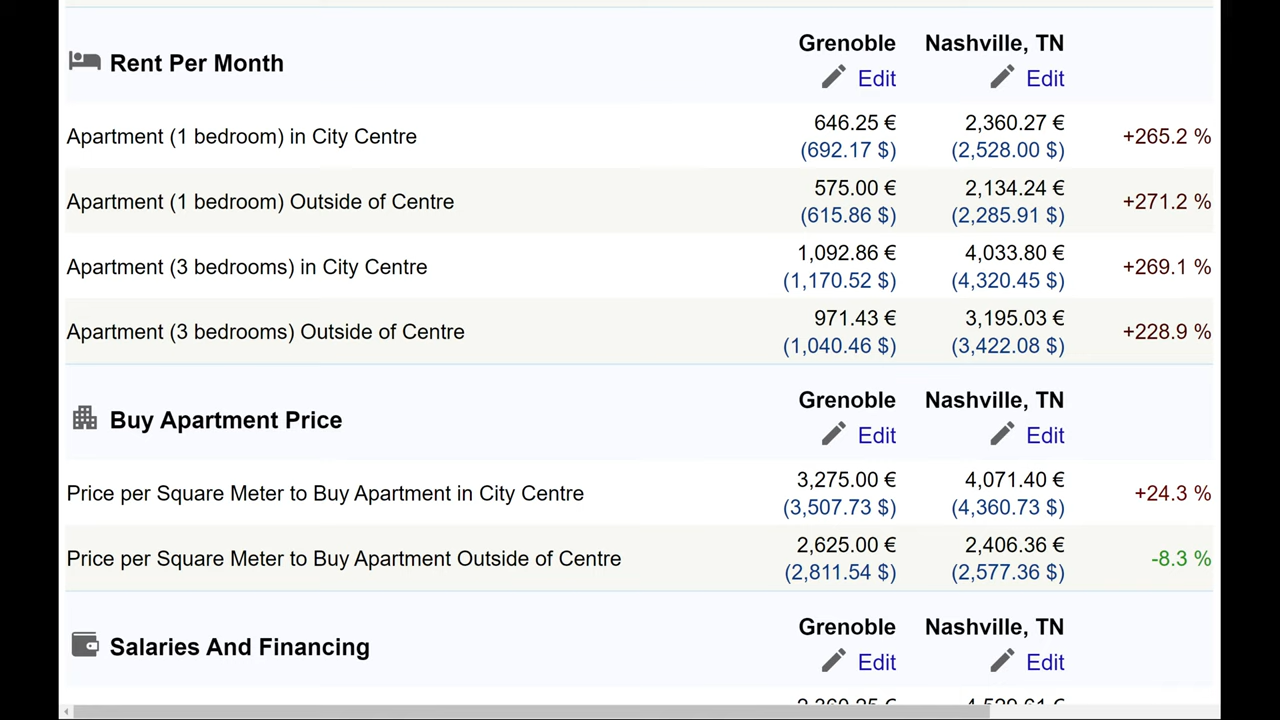 Grenoble Nashville, TN
Rent Per Month
Edit Edit
646.25 € 2,360.27 €
Apartment (1 bedroom) in City Centre +265.2 %
(692.17 $) (2,528.00 $)
575.00 € 2,134.24 €
Apartment (1 bedroom) Outside of Centre +271.2 %
(615.86 $) (2,285.91 $)
1,092.86 € 4,033.80 €
Apartment (3 bedrooms) in City Centre +269.1 %
(1,170.52 $) (4,320.45 $)
971.43 € 3,195.03 €
Apartment (3 bedrooms) Outside of Centre +228.9 %
(1,040.46 $) (3,422.08 $)
Grenoble Nashville, TN
Buy Apartment Price
Edit Edit
3,275.00 € 4,071.40 €
Price per Square Meter to Buy Apartment in City Centre +24.3 %
(3,507.73 $) (4,360.73 $)
2,625.00 € 2,406.36 €
Price per Square Meter to Buy Apartment Outside of Centre -8.3 %
(2,811.54 $) (2,577.36 $)
Grenoble Nashville, TN
Salaries And Financing
Edit Edit